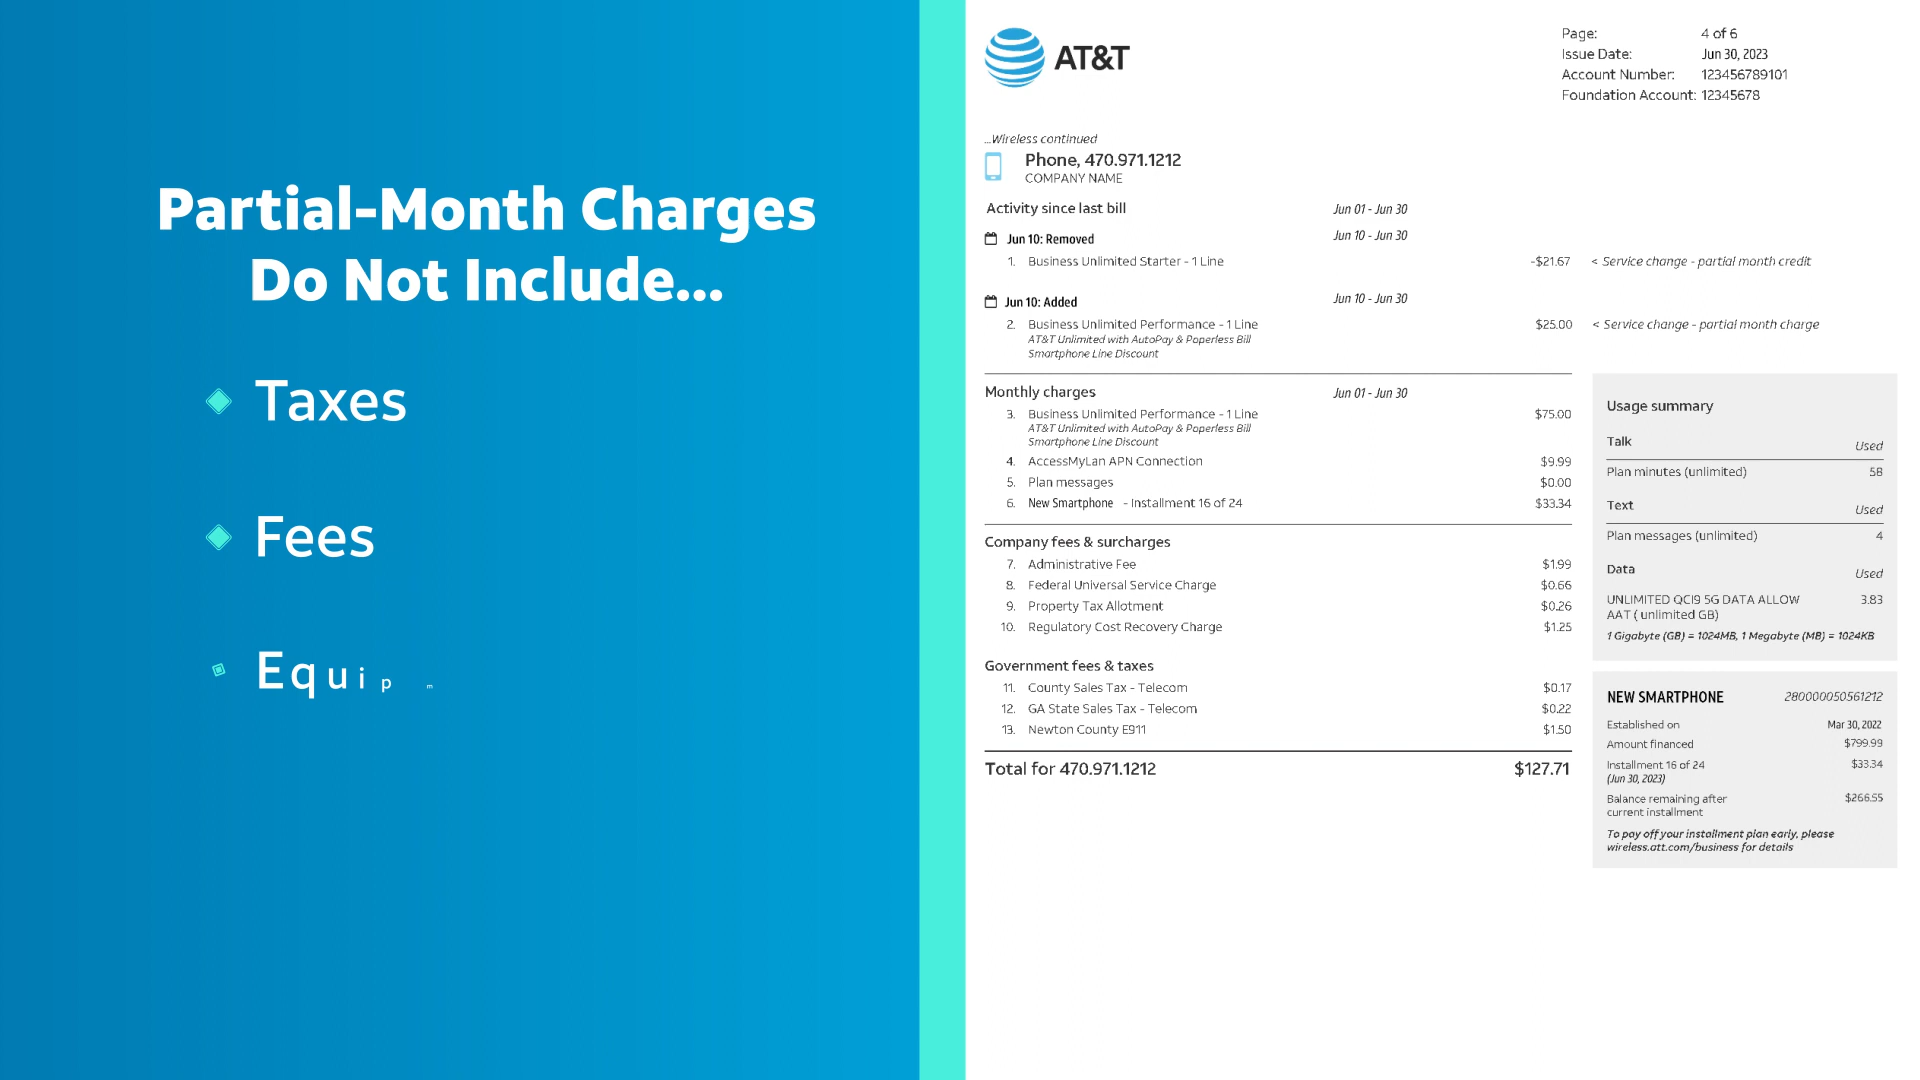 Partial-Month Charges
Do Not Include...
Taxes
Fees
Equip m
AT&T
Page: 4 of 6
Issue Date: Jun 30, 2023
Account Number: 123456789101
Foundation Account: 12345678
...Wireless continued
Phone, 470.971.1212
COMPANY NAME
Activity since last bill Jun 01 - Jun 30
Jun 10: Removed Jun 10 - Jun 30
1. Business Unlimited Starter - 1 Line -$21.67 < Service change - partial month credit
Jun 10: Added Jun 10 - Jun 30
2. Business Unlimited Performance - 1 Line $25.00 < Service change - partial month charge
AT&T Unlimited with AutoPay & Paperless Bill
Smartphone Line Discount
Monthly charges Jun 01 - Jun 30
3. Business Unlimited Performance - 1 Line $75.00
AT&T Unlimited with AutoPay & Paperless Bill
Smartphone Line Discount
4. AccessMyLan APN Connection $9.99
5. Plan messages $0.00
6. New Smartphone - Installment 16 of 24 $33.34
Company fees & surcharges
7. Administrative Fee $1.99
8. Federal Universal Service Charge $0.66
9. Property Tax Allotment $0.26
10. Regulatory Cost Recovery Charge $1.25
Government fees & taxes
11. County Sales Tax - Telecom $0.17
12. GA State Sales Tax - Telecom $0.22
13. Newton County E911 $1.50
Total for 470.971.1212 $127.71
Usage summary
Talk Used
Plan minutes (unlimited) 58
Text Used
Plan messages (unlimited) 4
Data Used
UNLIMITED QCI9 5G DATA ALLOW 3.83
AAT ( unlimited GB)
1 Gigabyte (GB) = 1024MB, 1 Megabyte (MB) = 1024KB
NEW SMARTPHONE 280000050561212
Established on Mar 30, 2022
Amount financed $799.99
Installment 16 of 24 $33.34
(Jun 30, 2023)
Balance remaining after $266.55
current installment
To pay off your installment plan early, please
wireless.att.com/business for details